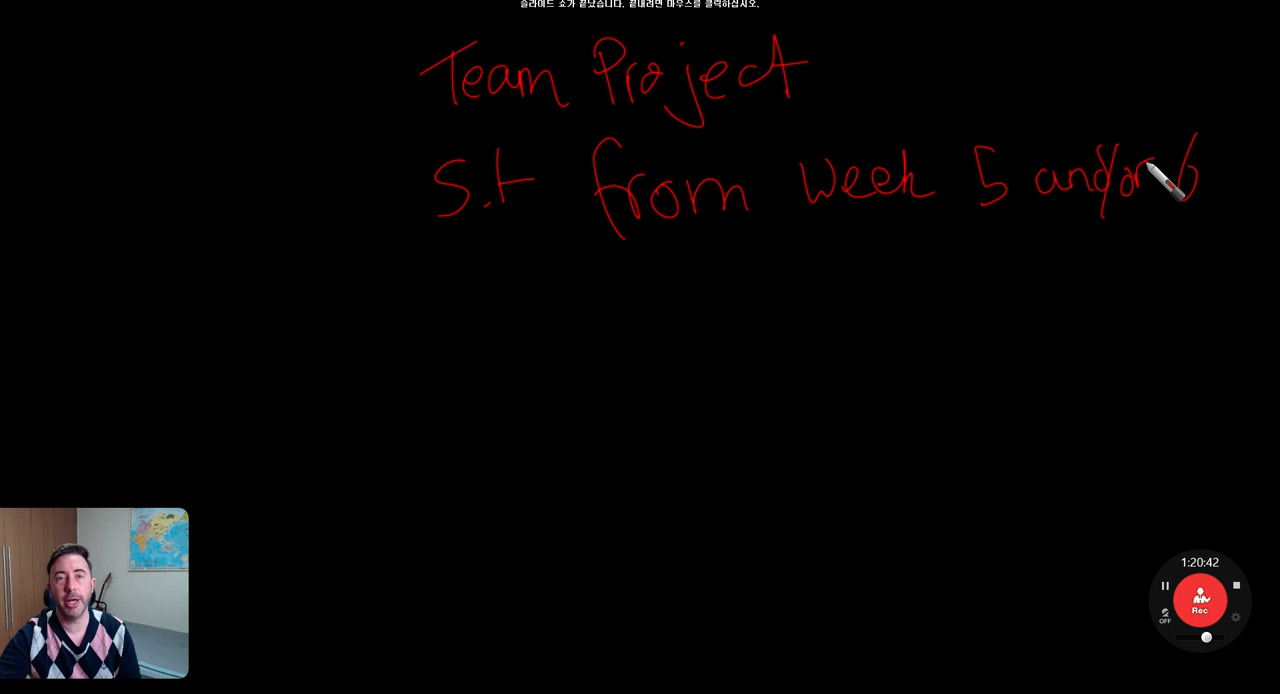 슬라이드 쇼가 끝났습니다. 끝내려면 마우스를 클릭하십시오.
Team Project
S.t from week 5 and/or 6
1:20:42
Rec
OFF